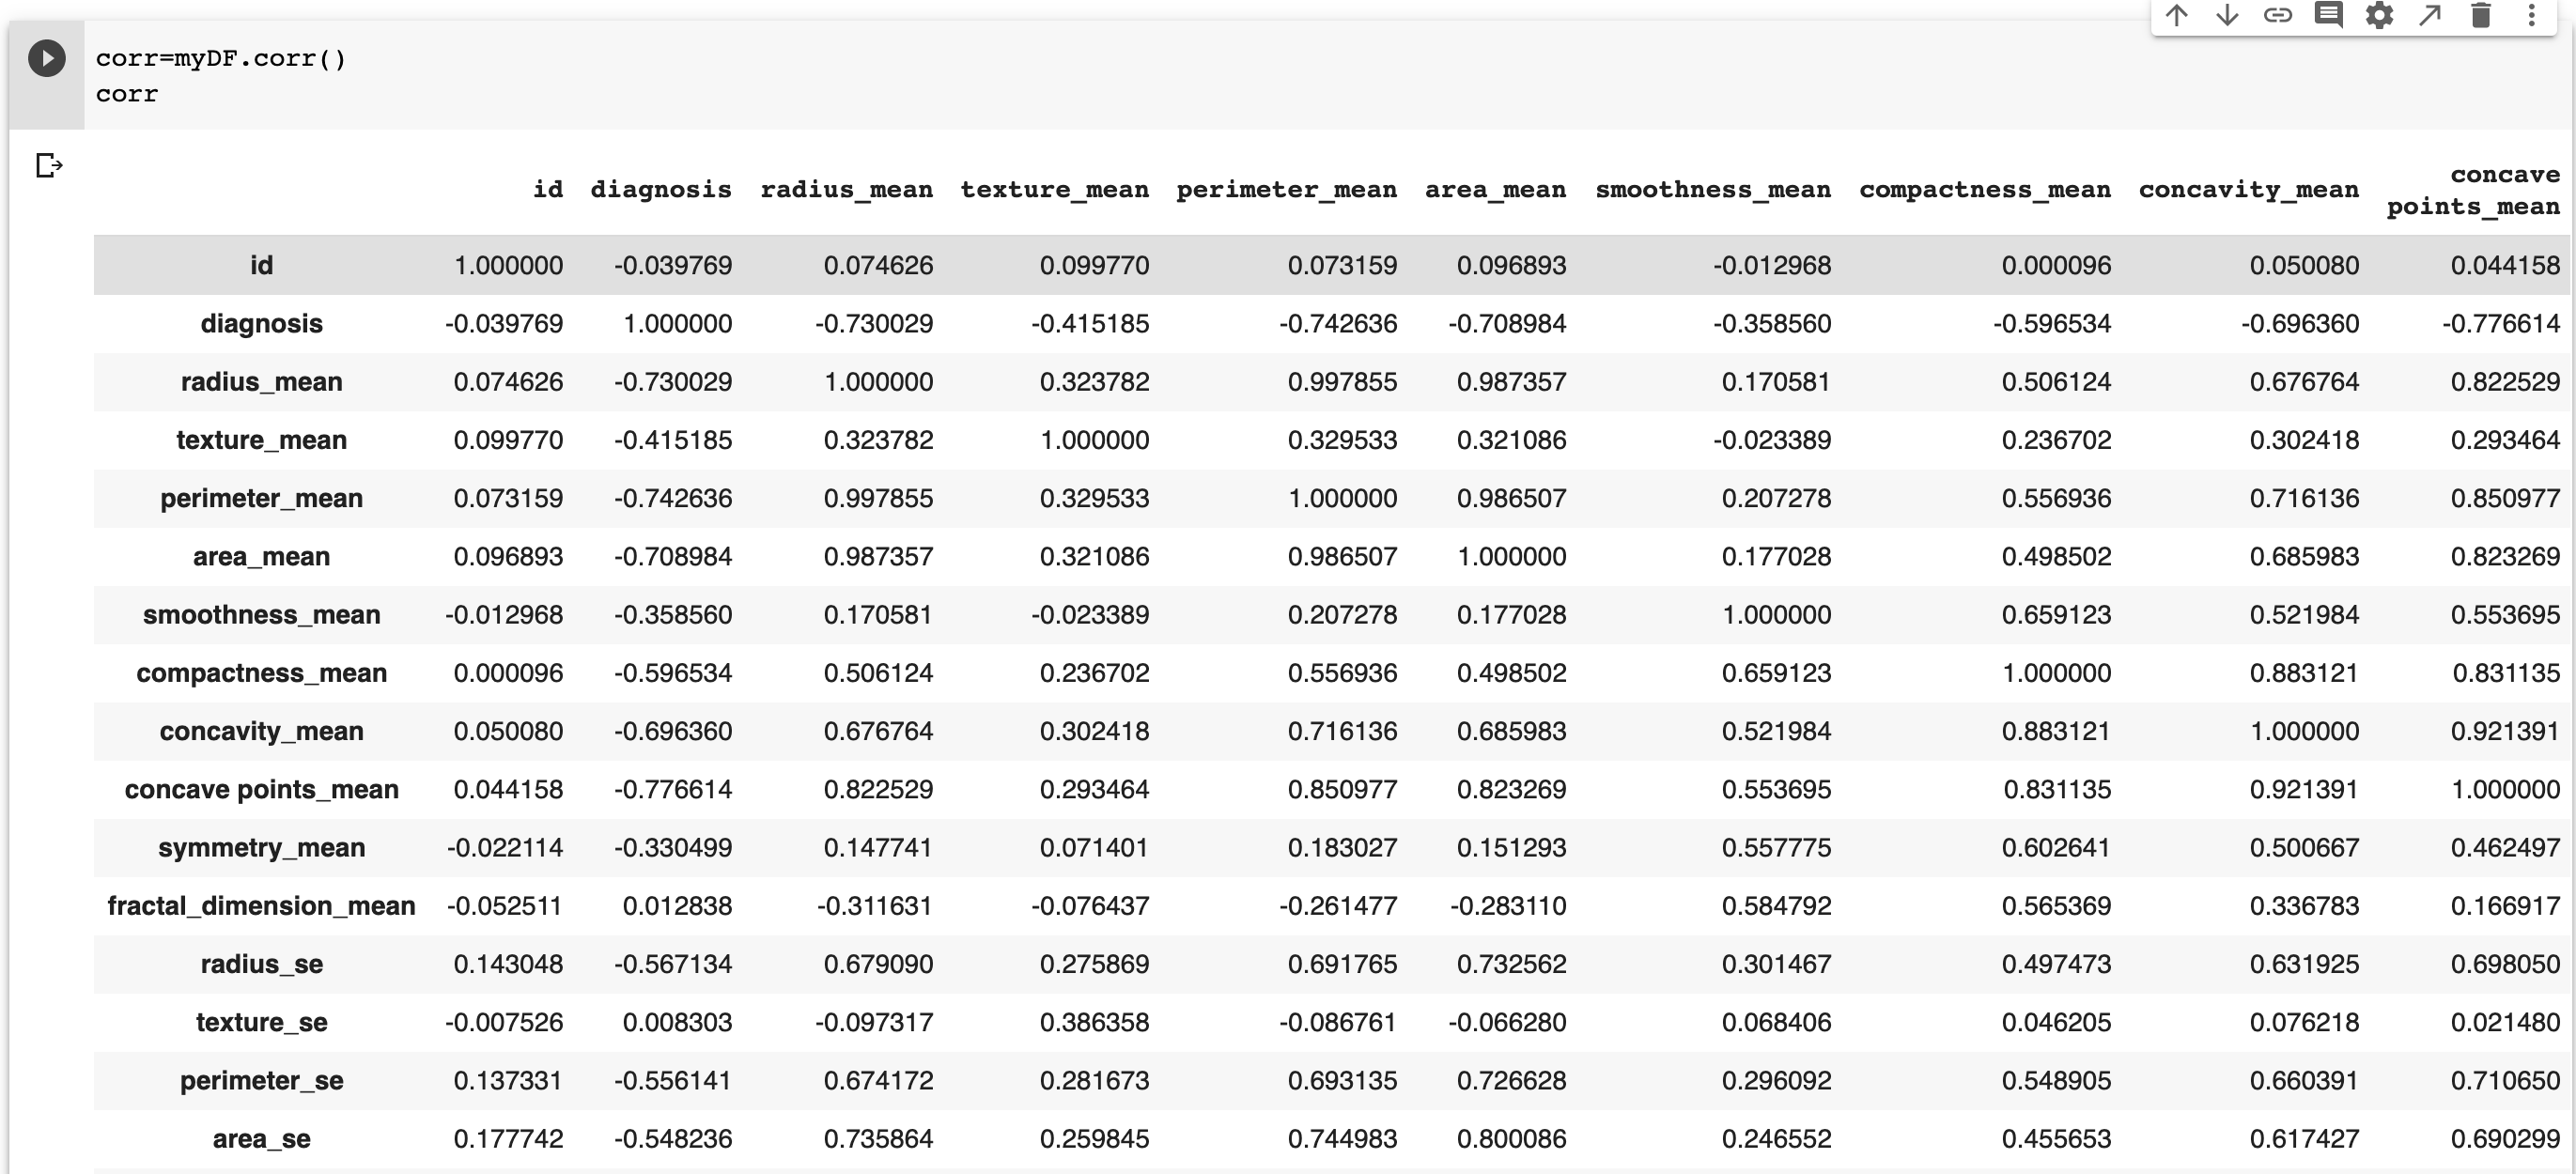 corr=myDF.corr()
corr
id diagnosis radius_mean texture_mean perimeter_mean area_mean smoothness_mean compactness_mean concavity_mean concave points_mean
id 1.000000 -0.039769 0.074626 0.099770 0.073159 0.096893 -0.012968 0.000096 0.050080 0.044158
diagnosis -0.039769 1.000000 -0.730029 -0.415185 -0.742636 -0.708984 -0.358560 -0.596534 -0.696360 -0.776614
radius_mean 0.074626 -0.730029 1.000000 0.323782 0.997855 0.987357 0.170581 0.506124 0.676764 0.822529
texture_mean 0.099770 -0.415185 0.323782 1.000000 0.329533 0.321086 -0.023389 0.236702 0.302418 0.293464
perimeter_mean 0.073159 -0.742636 0.997855 0.329533 1.000000 0.986507 0.207278 0.556936 0.716136 0.850977
area_mean 0.096893 -0.708984 0.987357 0.321086 0.986507 1.000000 0.177028 0.498502 0.685983 0.823269
smoothness_mean -0.012968 -0.358560 0.170581 -0.023389 0.207278 0.177028 1.000000 0.659123 0.521984 0.553695
compactness_mean 0.000096 -0.596534 0.506124 0.236702 0.556936 0.498502 0.659123 1.000000 0.883121 0.831135
concavity_mean 0.050080 -0.696360 0.676764 0.302418 0.716136 0.685983 0.521984 0.883121 1.000000 0.921391
concave points_mean 0.044158 -0.776614 0.822529 0.293464 0.850977 0.823269 0.553695 0.831135 0.921391 1.000000
symmetry_mean -0.022114 -0.330499 0.147741 0.071401 0.183027 0.151293 0.557775 0.602641 0.500667 0.462497
fractal_dimension_mean -0.052511 0.012838 -0.311631 -0.076437 -0.261477 -0.283110 0.584792 0.565369 0.336783 0.166917
radius_se 0.143048 -0.567134 0.679090 0.275869 0.691765 0.732562 0.301467 0.497473 0.631925 0.698050
texture_se -0.007526 0.008303 -0.097317 0.386358 -0.086761 -0.066280 0.068406 0.046205 0.076218 0.021480
perimeter_se 0.137331 -0.556141 0.674172 0.281673 0.693135 0.726628 0.296092 0.548905 0.660391 0.710650
area_se 0.177742 -0.548236 0.735864 0.259845 0.744983 0.800086 0.246552 0.455653 0.617427 0.690299